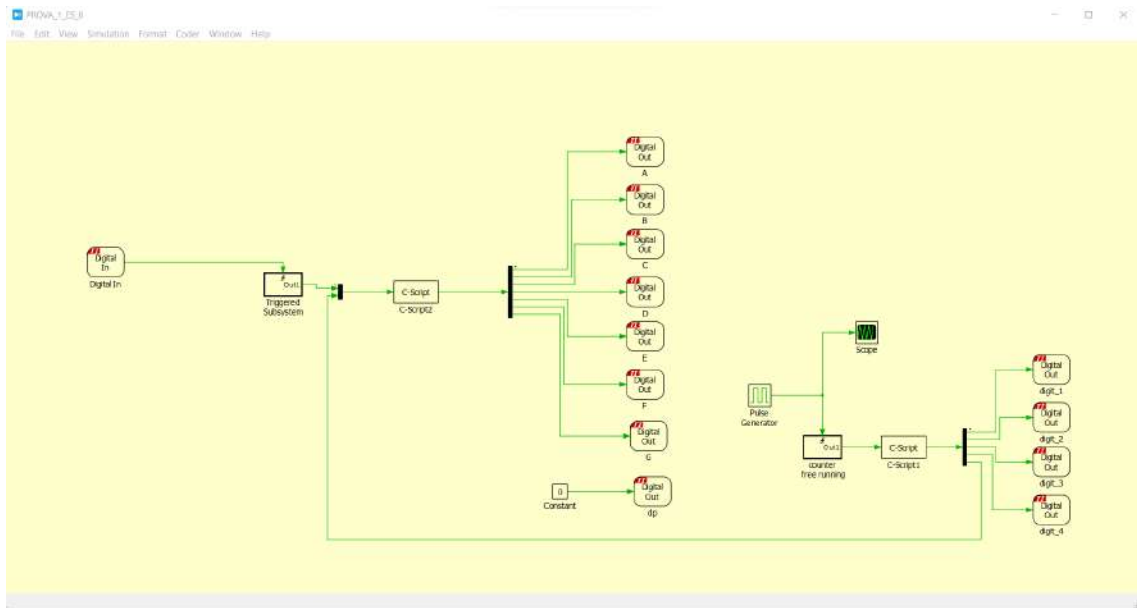 PROVA_1_ES_6
File Edit View Simulation Format Coder Window Help
Digital
Out
A
Digital
Out
B
Digital
Out
C
Digital
In
Digital In
Out1
Triggered
Subsystem
C-Script
C-Script2
Digital
Out
D
Digital
Out
E
Digital
Out
F
Digital
Out
G
0
Constant
Digital
Out
dp
Scope
Pulse
Generator
Out1
counter
free running
C-Script
C-Script1
Digital
Out
digit_1
Digital
Out
digit_2
Digital
Out
digit_3
Digital
Out
digit_4